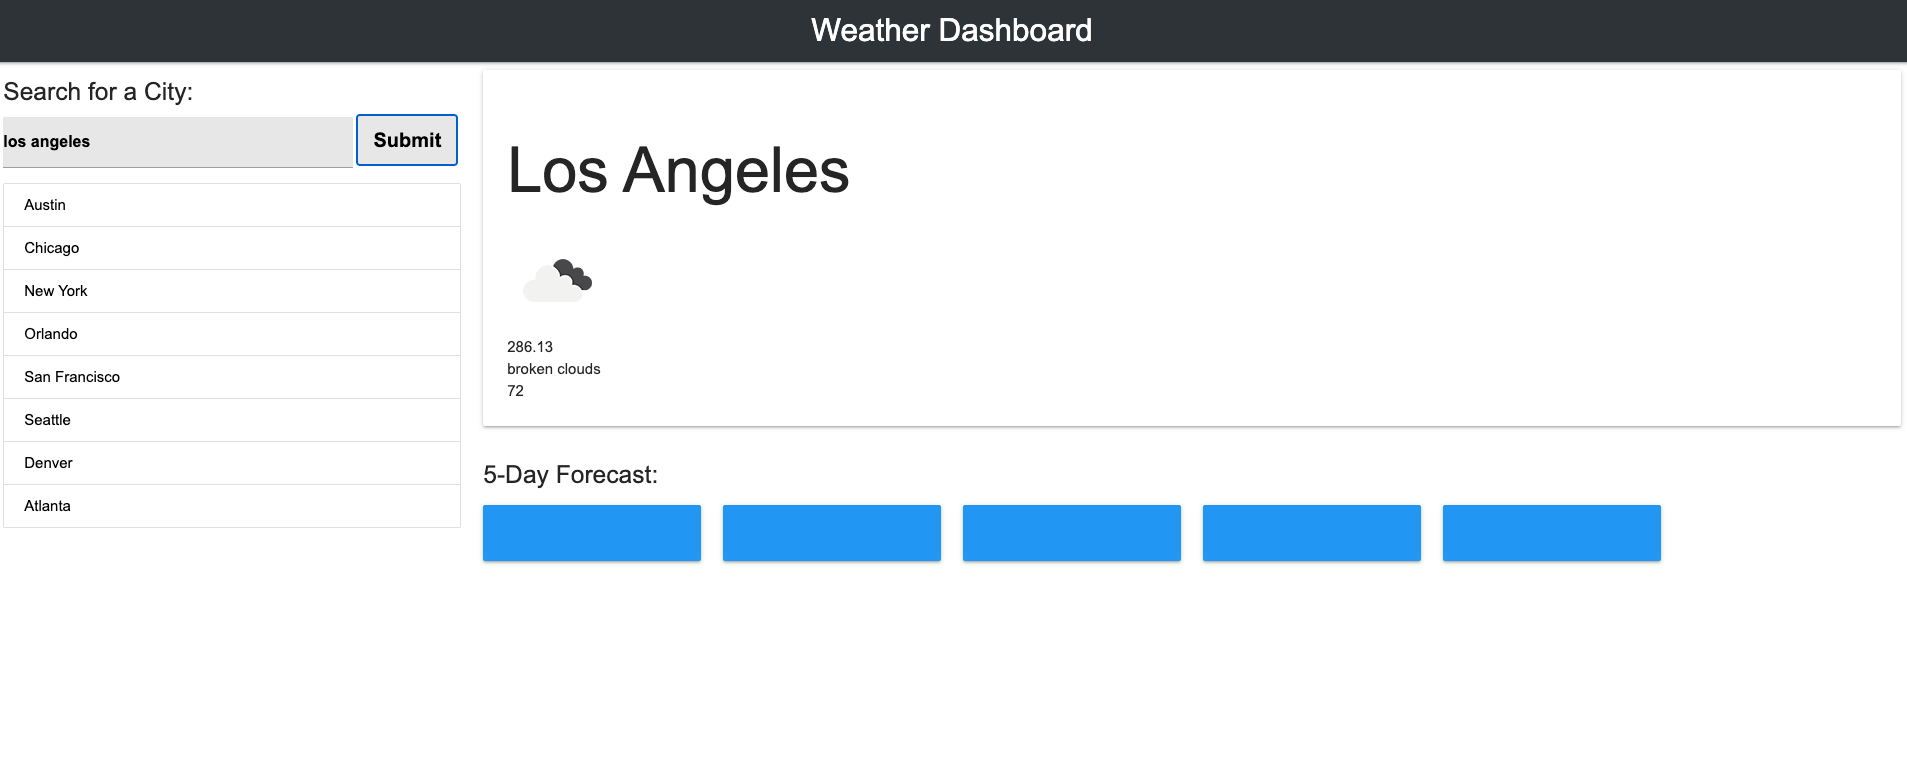 Weather Dashboard
Search for a City:
los angeles
Submit
Austin
Chicago
New York
Orlando
San Francisco
Seattle
Denver
Atlanta
Los Angeles
286.13
broken clouds
72
5-Day Forecast: